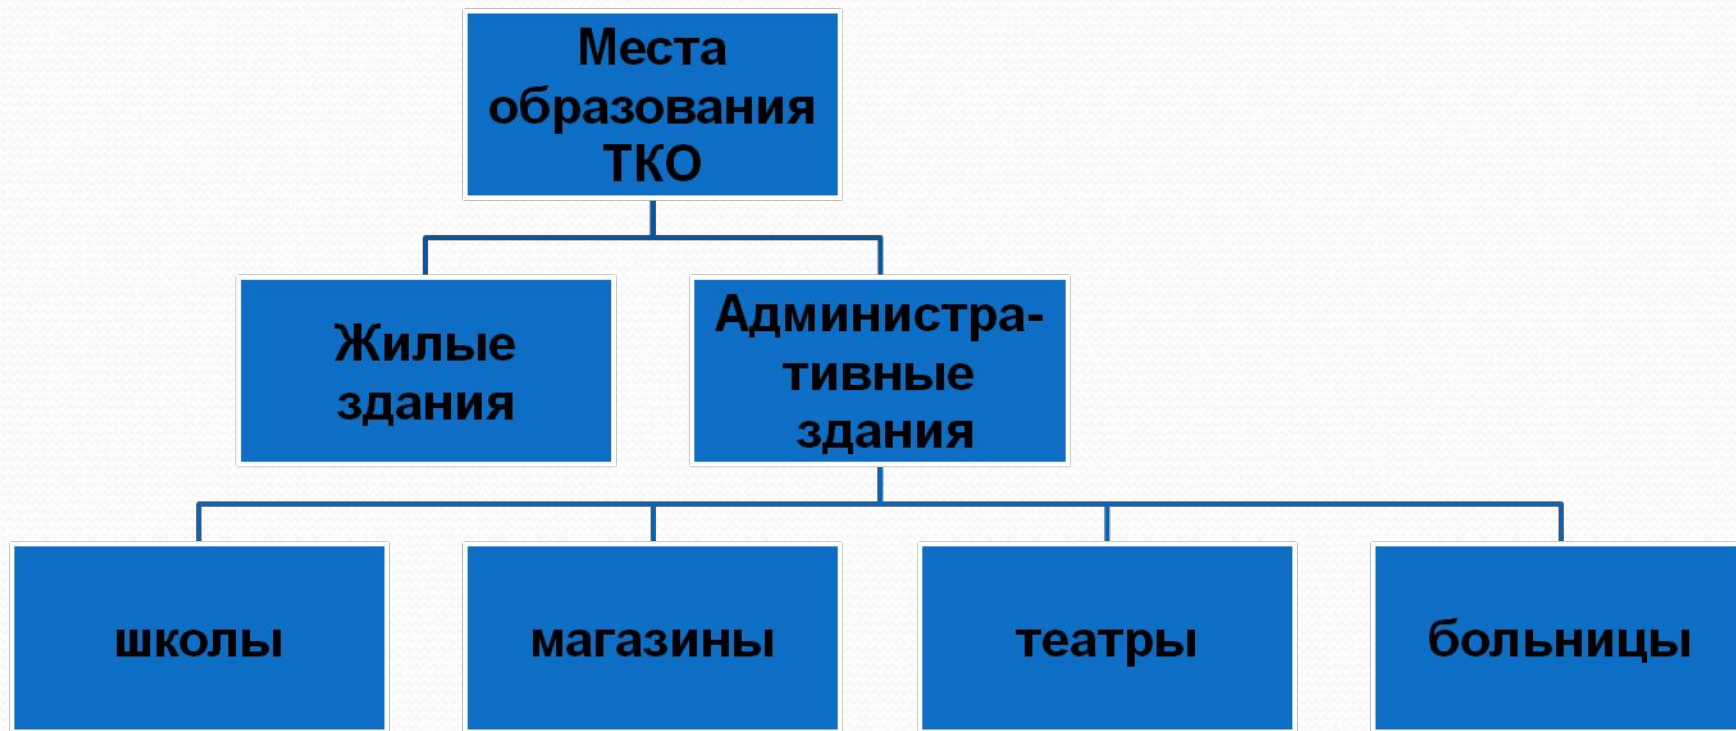 Места
образования
ТКО
Жилые
здания
Администра-
тивные
здания
школы
магазины
театры
больницы